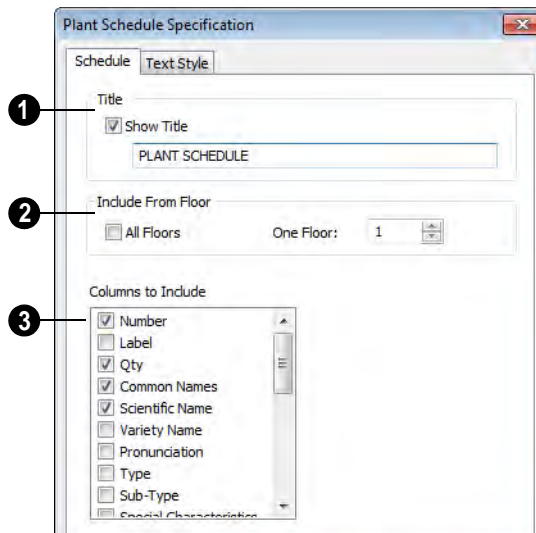 Plant Schedule Specification
Schedule Text Style
1 Title
Show Title
PLANT SCHEDULE
2 Include From Floor
All Floors One Floor: 1
Columns to Include
3 Number
Label
Qty
Common Names
Scientific Name
Variety Name
Pronunciation
Type
Sub-Type
Special Characteristics